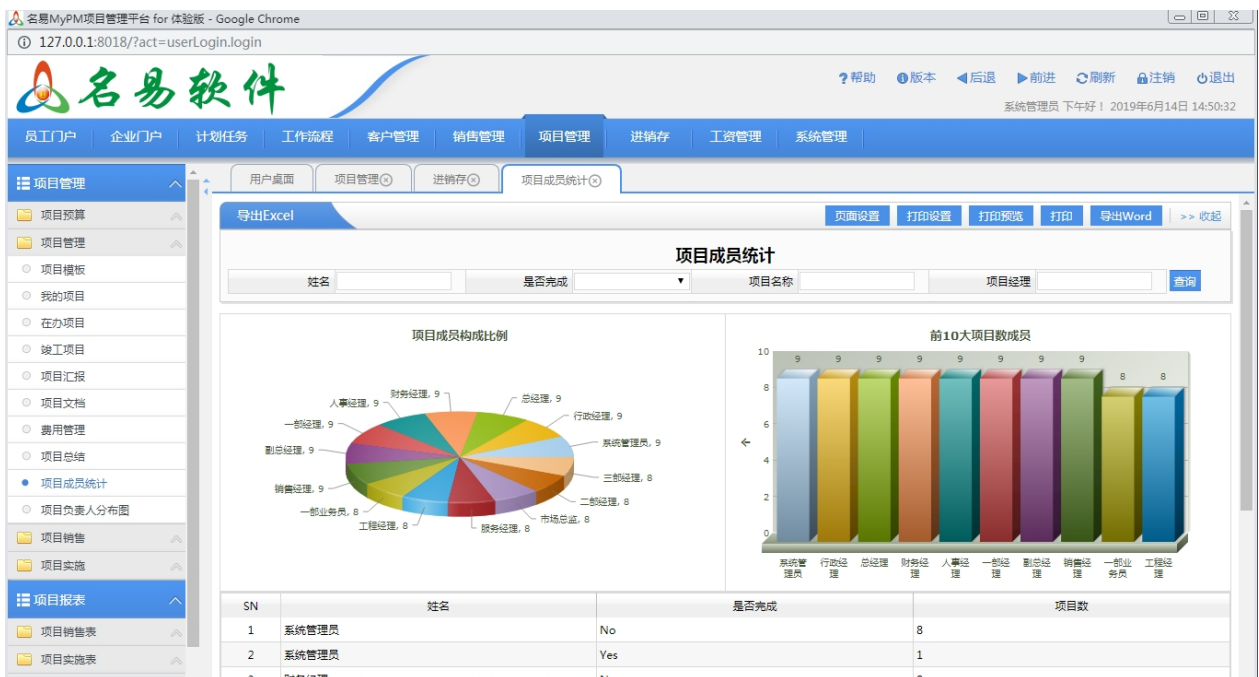 名易MyPM项目管理平台 for 体验版 - Google Chrome
127.0.0.1:8018/?act=userLogin.login
名易软件
帮助 版本 后退 前进 刷新 注销 退出
系统管理员 下午好！ 2019年6月14日 14:50:32
员工门户 企业门户 计划任务 工作流程 客户管理 销售管理 项目管理 进销存 工资管理 系统管理
用户桌面 项目管理 进销存 项目成员统计
项目管理
项目预算
项目管理
项目模板
我的项目
在办项目
竣工项目
项目汇报
项目文档
费用管理
项目总结
项目成员统计
项目负责人分布图
项目销售
项目实施
项目报表
项目销售表
项目实施表
导出Excel 页面设置 打印设置 打印预览 打印 导出Word >> 收起
项目成员统计
姓名 是否完成 项目名称 项目经理 查询
项目成员构成比例
财务经理, 9
总经理, 9
人事经理, 9
行政经理, 9
一部经理, 9
系统管理员, 9
副总经理, 9
三部经理, 8
销售经理, 9
二部经理, 8
一部业务员, 8
市场总监, 8
工程经理, 8
服务经理, 8
前10大项目数成员
10
8
6
4
2
0
9 9 9 9 9 9 9 9 8 8
系统管理员 行政经理 总经理 财务经理 人事经理 一部经理 副总经理 销售经理 一部业务员 工程经理
SN 姓名 是否完成 项目数
1 系统管理员 No 8
2 系统管理员 Yes 1